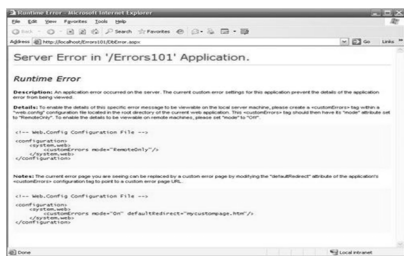 Runtime Error - Microsoft Internet Explorer
File Edit View Favorites Tools Help
Search Favorites
Address http://localhost/Errors101/DbError.aspx Go Links
Server Error in '/Errors101' Application.
Runtime Error
Description: An application error occurred on the server. The current custom error settings for this application prevent the details of the application
error from being viewed.
Details: To enable the details of this specific error message to be viewable on the local server machine, please create a <customErrors> tag within a
"web.config" configuration file located in the root directory of the current web application. This <customErrors> tag should then have its "mode" attribute set
to "RemoteOnly". To enable the details to be viewable on remote machines, please set "mode" to "Off".
<!-- Web.Config Configuration File -->
<configuration>
<system.web>
<customErrors mode="RemoteOnly"/>
</system.web>
</configuration>
Notes: The current error page you are seeing can be replaced by a custom error page by modifying the "defaultRedirect" attribute of the application's
<customErrors> configuration tag to point to a custom error page URL.
<!-- Web.Config Configuration File -->
<configuration>
<system.web>
<customErrors mode="On" defaultRedirect="mycustompage.htm"/>
</system.web>
</configuration>
Done Local intranet